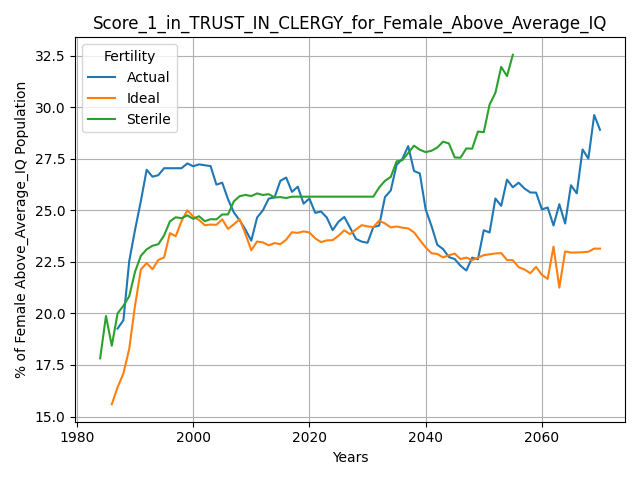 Score_1_in_TRUST_IN_CLERGY_for_Female_Above_Average_IQ
% of Female Above_Average_IQ Population
32.5
30.0
27.5
25.0
22.5
20.0
17.5
15.0
Fertility
Actual
Ideal
Sterile
1980
2000
2020
2040
2060
Years